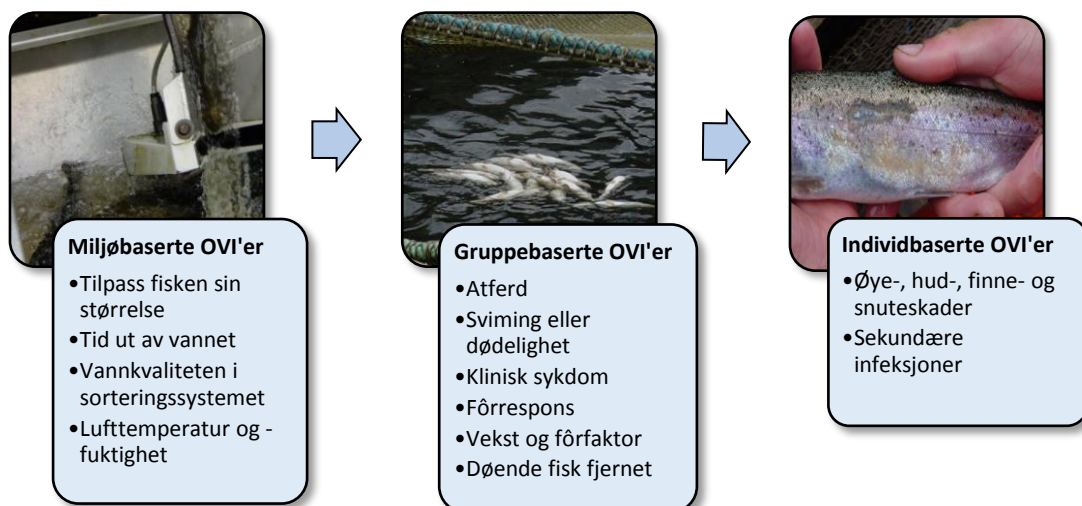 Miljøbaserte OVI'er
•Tilpass fisken sin
størrelse
•Tid ut av vannet
•Vannkvaliteten i
sorteringssystemet
•Lufttemperatur og -
fuktighet
Gruppebaserte OVI'er
•Atferd
•Sviming eller
dødelighet
•Klinisk sykdom
•Fôrrespons
•Vekst og fôrfaktor
•Døende fisk fjernet
Individbaserte OVI'er
•Øye-, hud-, finne- og
snuteskader
•Sekundære
infeksjoner